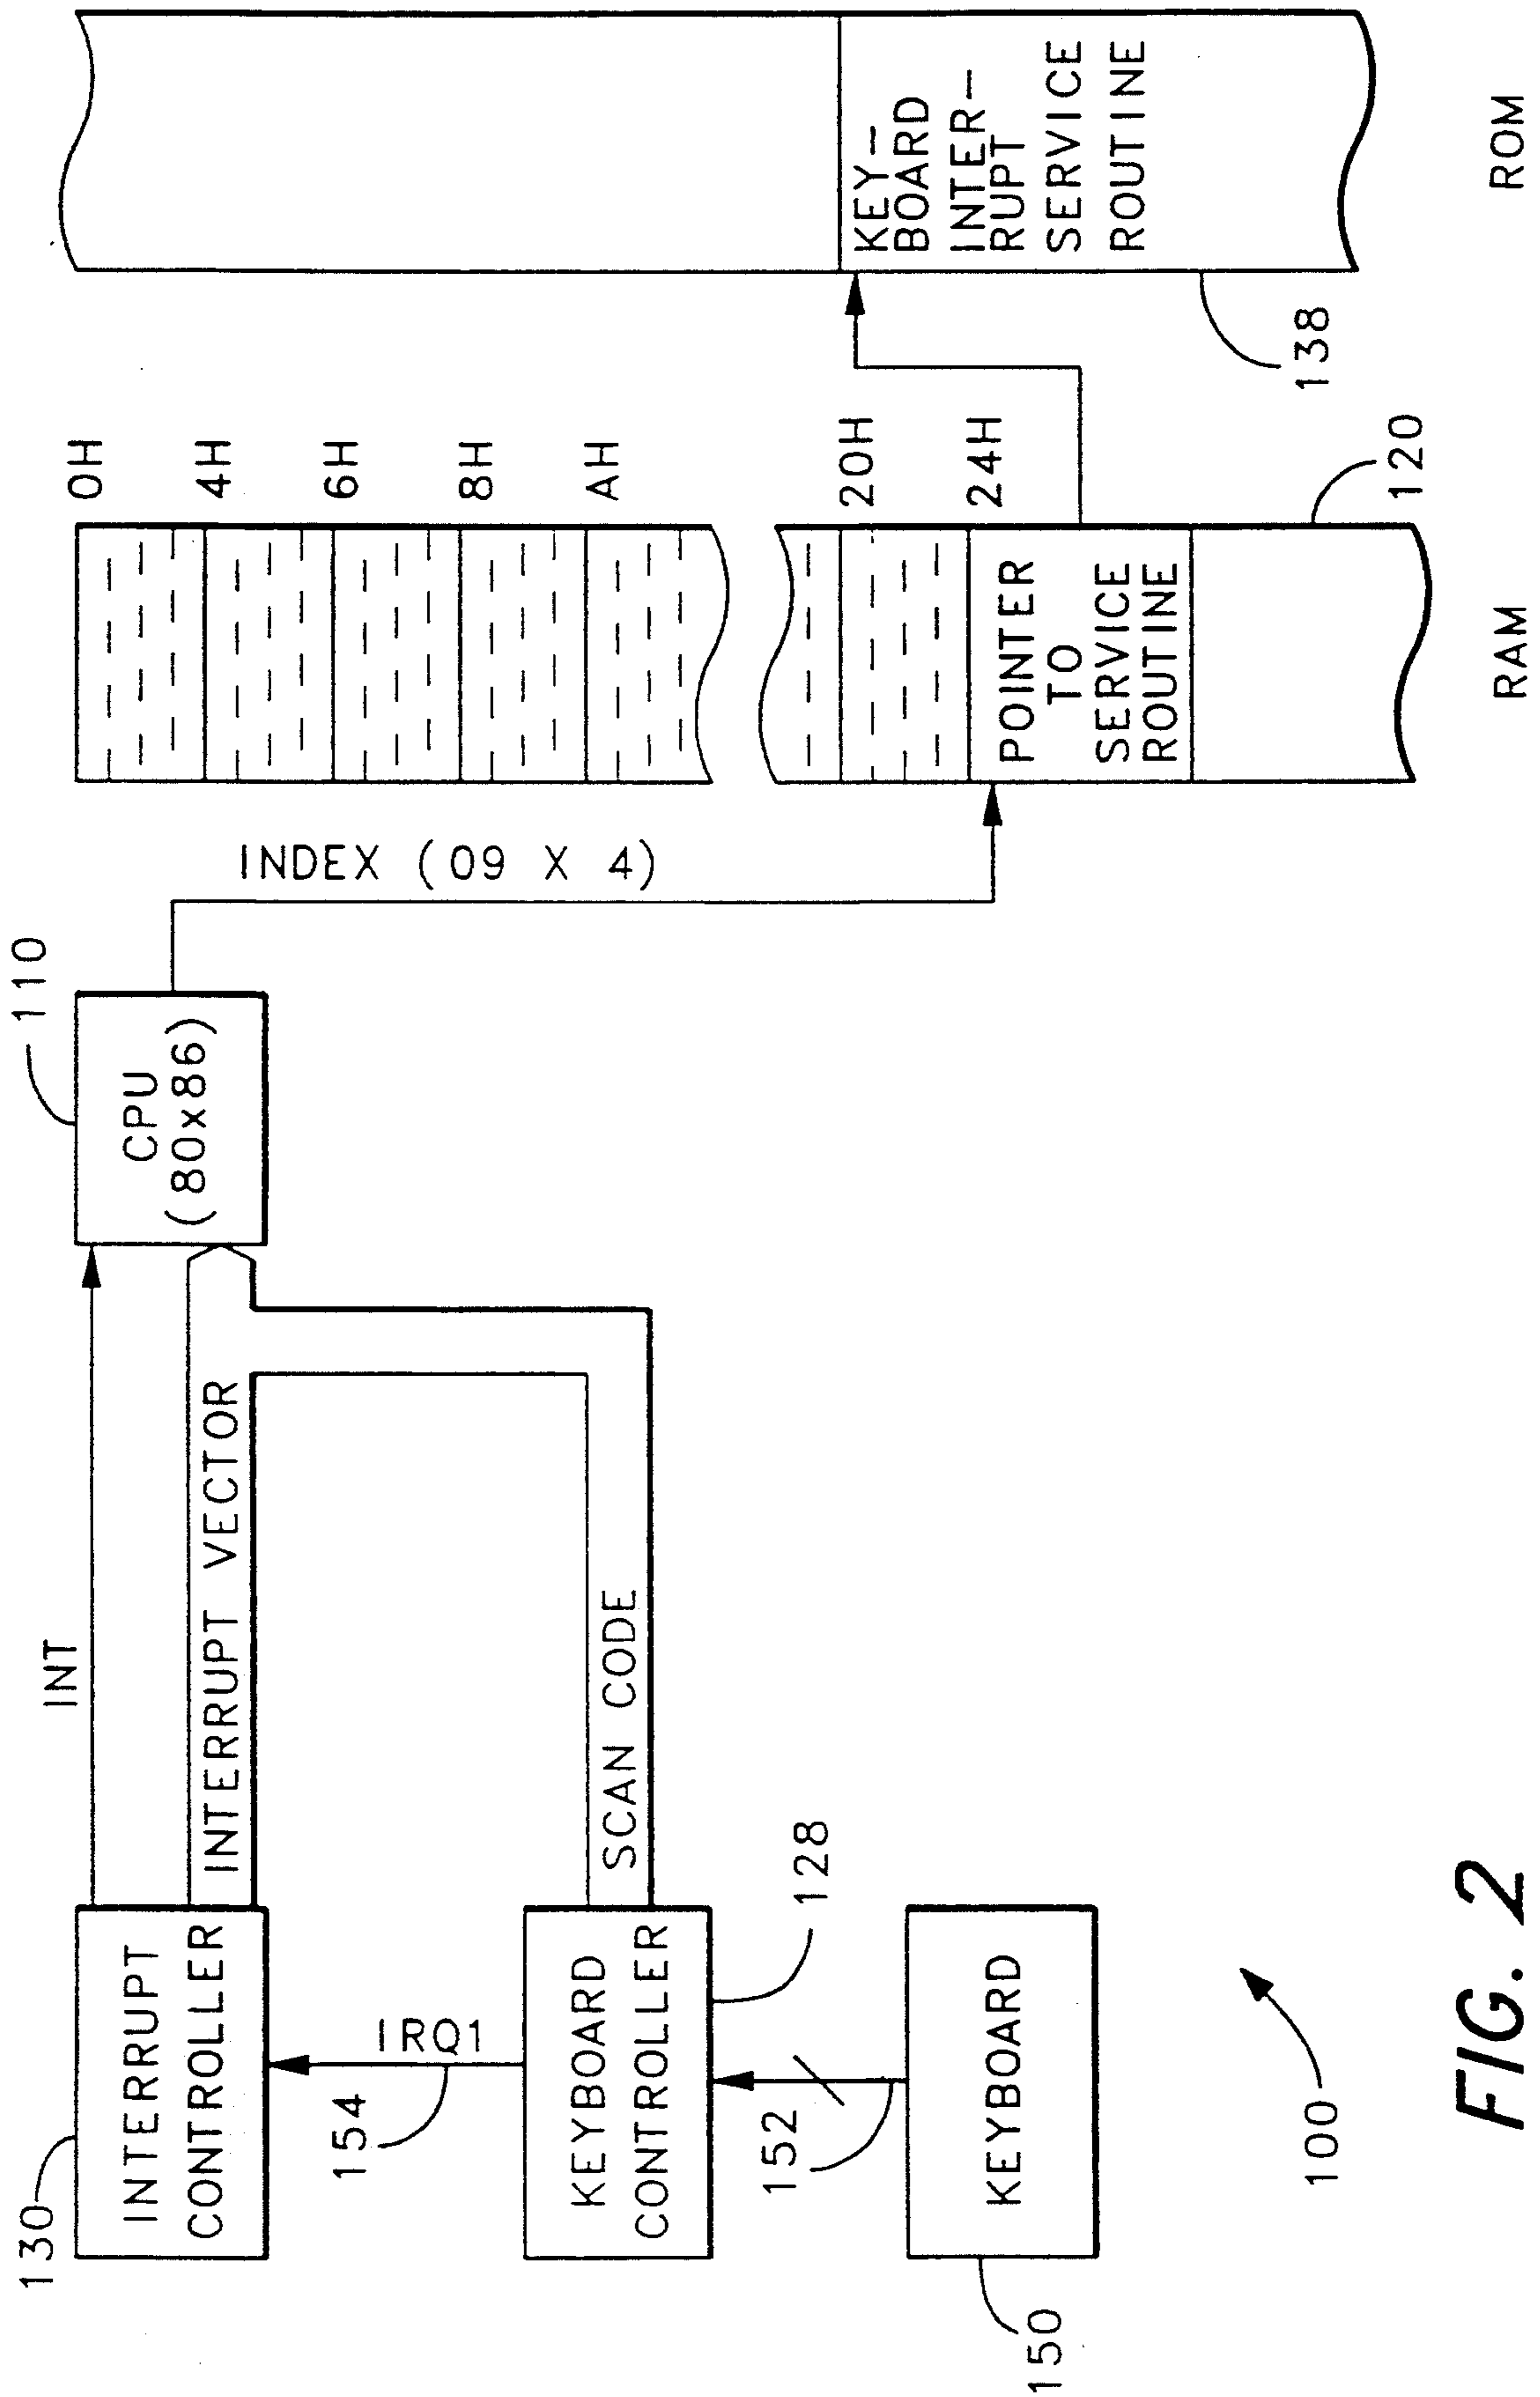 130
INTERRUPT
CONTROLLER
INT
INTERRUPT VECTOR
110
CPU
(80x86)
154
IRQ1
KEYBOARD
CONTROLLER
128
SCAN CODE
152
KEYBOARD
150
INDEX (09 X 4)
0H
4H
6H
8H
AH
20H
24H
POINTER
TO
SERVICE
ROUTINE
120
RAM
KEY-
BOARD
INTER-
RUPT
SERVICE
ROUTINE
138
ROM
100
FIG. 2